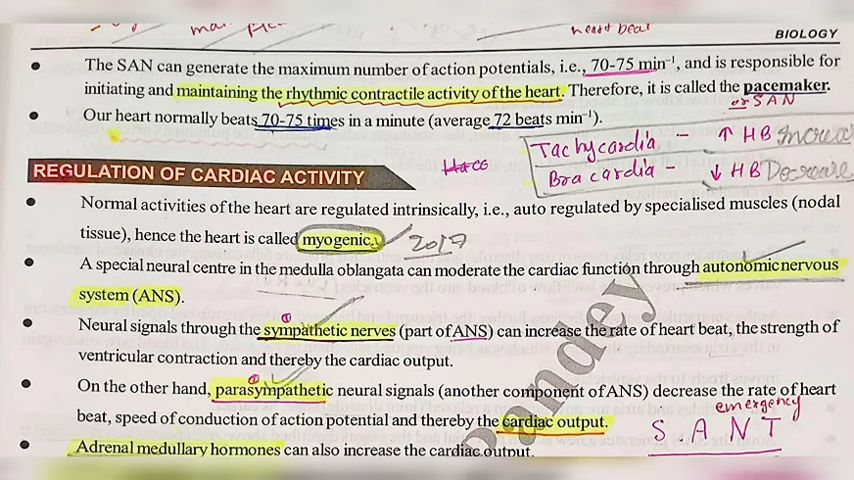 heart beat
BIOLOGY
The SAN can generate the maximum number of action potentials, i.e., 70-75 min⁻¹, and is responsible for
initiating and maintaining the rhythmic contractile activity of the heart. Therefore, it is called the pacemaker.
or SAN
Our heart normally beats 70-75 times in a minute (average 72 beats min⁻¹).
Tachycardia - ↑ HB Increa
Bracardia - ↓ HB Decrease
REGULATION OF CARDIAC ACTIVITY
Normal activities of the heart are regulated intrinsically, i.e., auto regulated by specialised muscles (nodal
tissue), hence the heart is called myogenic. 2017
A special neural centre in the medulla oblangata can moderate the cardiac function through autonomic nervous
system (ANS).
Neural signals through the sympathetic nerves (part of ANS) can increase the rate of heart beat, the strength of
ventricular contraction and thereby the cardiac output.
On the other hand, parasympathetic neural signals (another component of ANS) decrease the rate of heart
beat, speed of conduction of action potential and thereby the cardiac output.
emergency
S.A N T
Adrenal medullary hormones can also increase the cardiac output.
Pandey